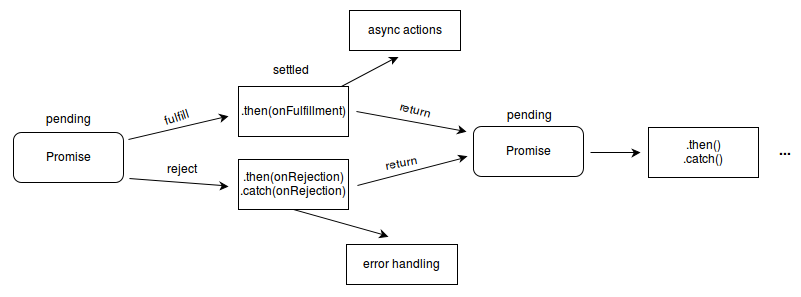 async actions
settled
pending
fulfill
.then(onFulfillment)
return
pending
Promise
Promise
.then()
.catch()
...
reject
.then(onRejection)
.catch(onRejection)
return
error handling